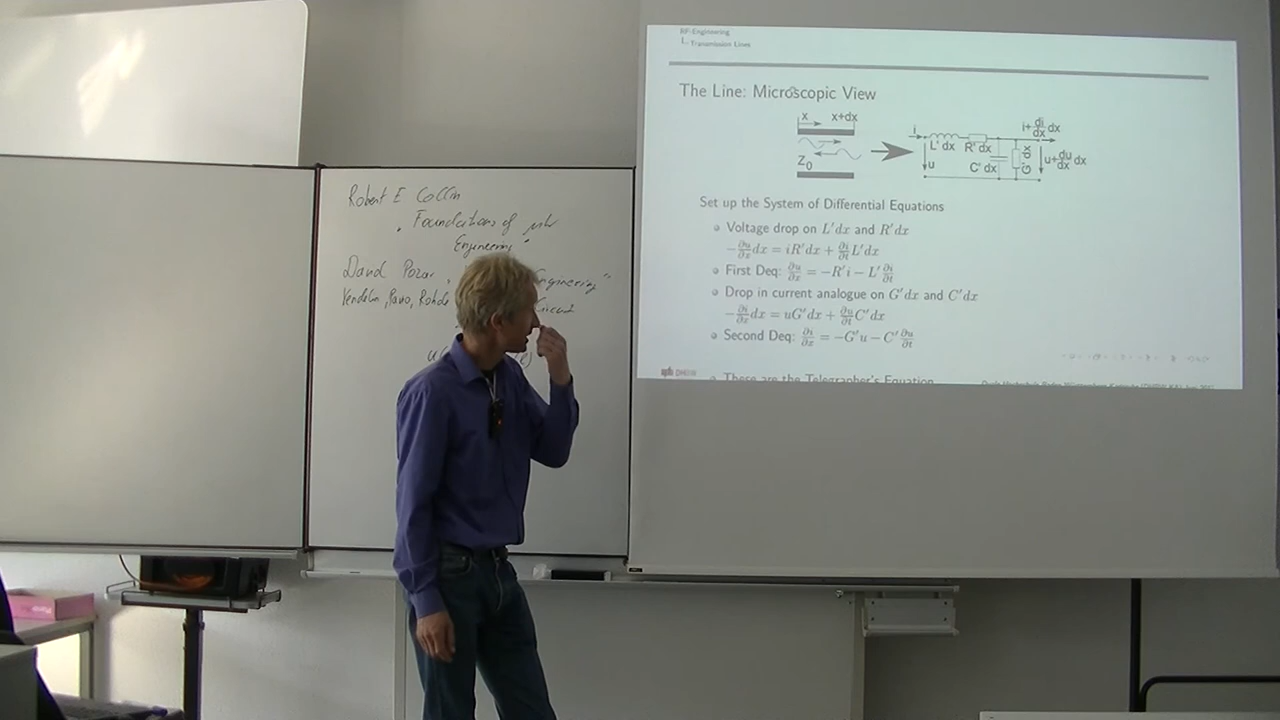 Robert E Collin
"Foundations of
Engineering"
David Pozar, Engineering"
Vendelin, Pavio, Rohde
RF-Engineering
Transmission Lines
The Line: Microscopic View
x x+dx
Z₀
i L' dx R' dx i+di/dx dx
u C' dx G' dx u+du/dx dx
Set up the System of Differential Equations
Voltage drop on L'dx and R'dx
-∂u/∂x dx = iR'dx + ∂i/∂t L'dx
First Deq: ∂u/∂x = -R'i - L' ∂i/∂t
Drop in current analogue on G'dx and C'dx
-∂i/∂x dx = uG'dx + ∂u/∂t C'dx
Second Deq: ∂i/∂x = -G'u - C' ∂u/∂t
These are the Telegrapher's Equation